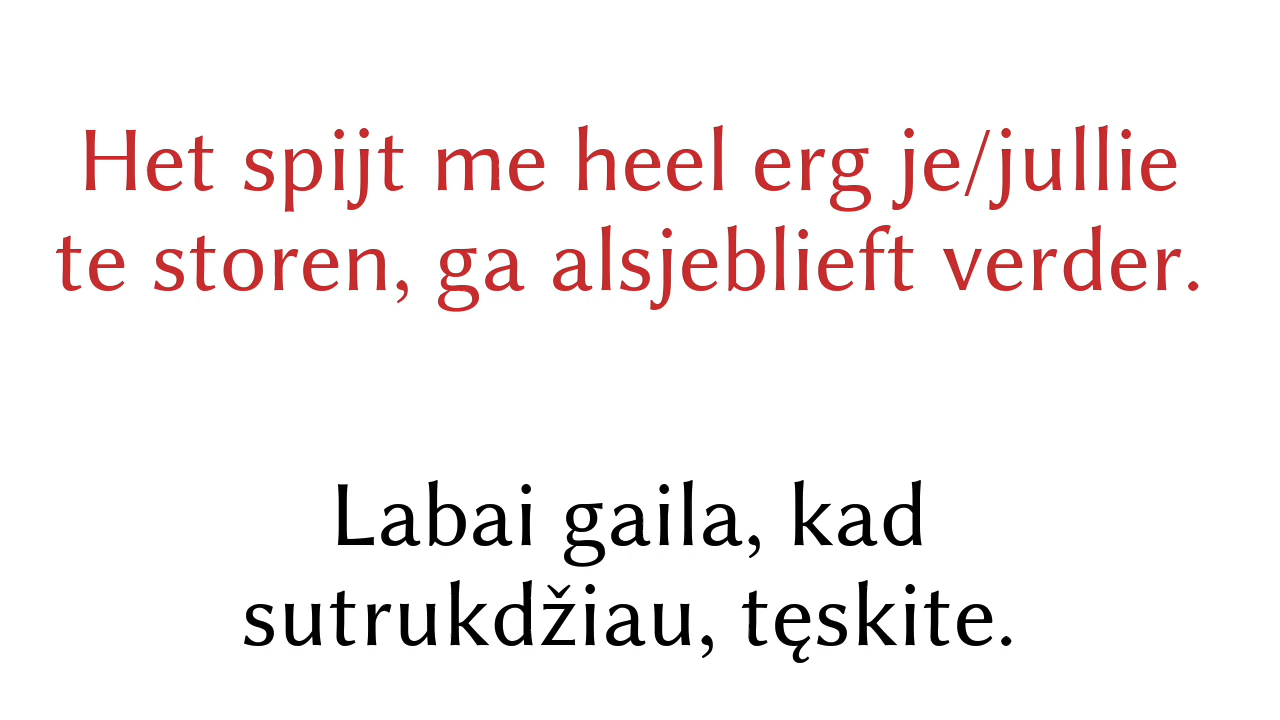 Het spijt me heel erg je/jullie
te storen, ga alsjeblieft verder.
Labai gaila, kad
sutrukdžiau, tęskite.